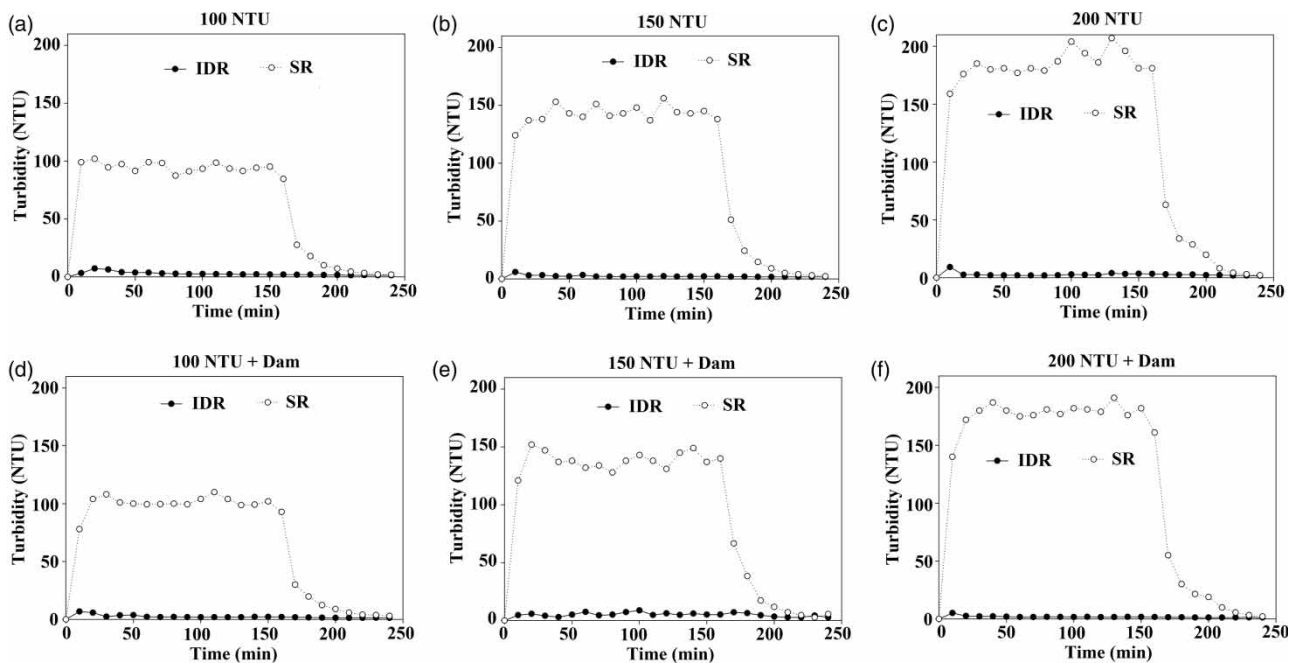 (a) 100 NTU
200
150
100
50
0
Turbidity (NTU)
IDR SR
0 50 100 150 200 250
Time (min)
(b) 150 NTU
200
150
100
50
0
Turbidity (NTU)
IDR SR
0 50 100 150 200 250
Time (min)
(c) 200 NTU
200
150
100
50
0
Turbidity (NTU)
IDR SR
0 50 100 150 200 250
Time (min)
(d) 100 NTU + Dam
200
150
100
50
0
Turbidity (NTU)
IDR SR
0 50 100 150 200 250
Time (min)
(e) 150 NTU + Dam
200
150
100
50
0
Turbidity (NTU)
IDR SR
0 50 100 150 200 250
Time (min)
(f) 200 NTU + Dam
200
150
100
50
0
Turbidity (NTU)
IDR SR
0 50 100 150 200 250
Time (min)